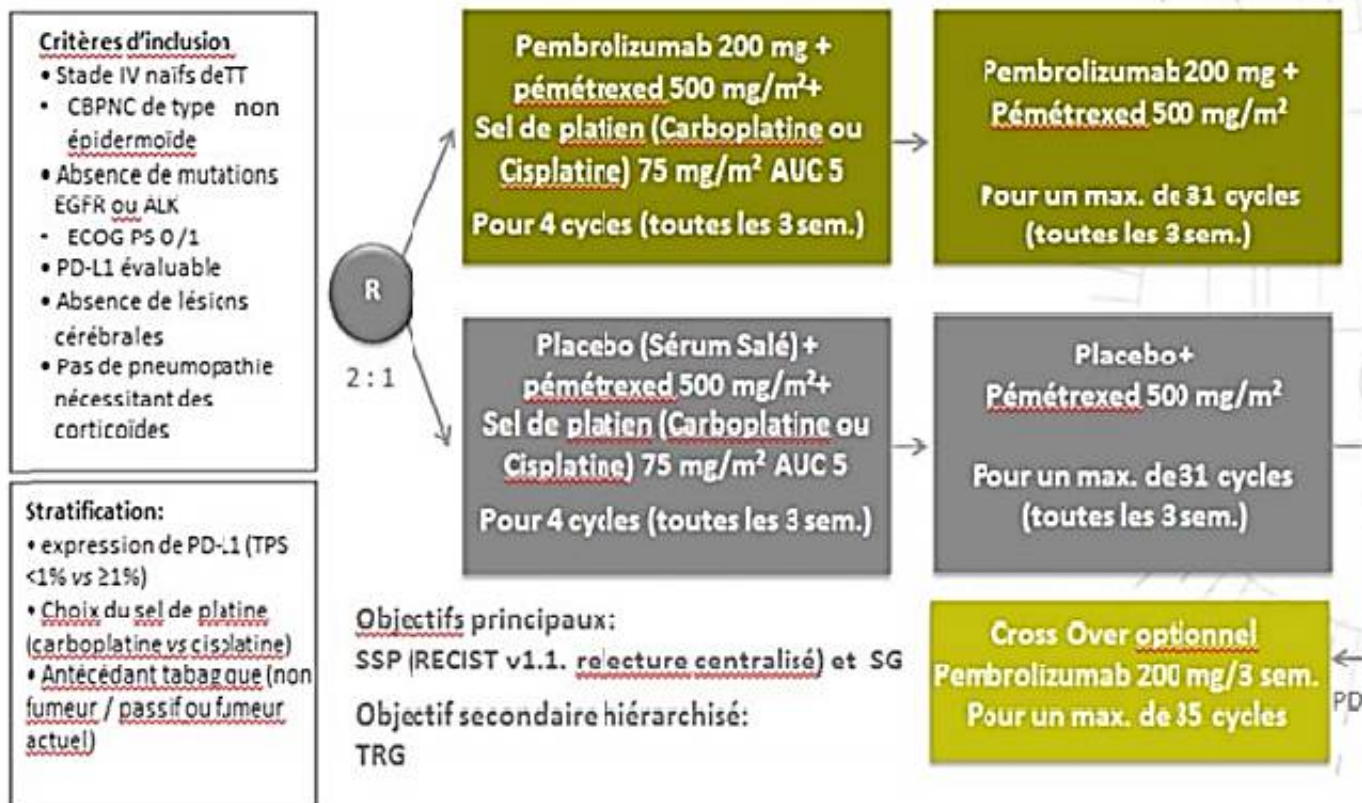 Critères d'inclusion
• Stade IV naïfs de TT
• CBPNC de type non
épidermoïde
• Absence de mutations
EGFR ou ALK
• ECOG PS 0/1
• PD-L1 évaluable
• Absence de lésions
cérébrales
• Pas de pneumopathie
nécessitant des
corticoïdes
Stratification:
• expression de PD-L1 (TPS
<1% vs ≥1%)
• Choix du sel de platine
(carboplatine vs cisplatine)
• Antécédant tabagique (non
fumeur / passif ou fumeur
actuel)
R
2 : 1
Pembrolizumab 200 mg +
pémétrexed 500 mg/m²+
Sel de platien (Carboplatine ou
Cisplatine) 75 mg/m² AUC 5
Pour 4 cycles (toutes les 3 sem.)
Pembrolizumab 200 mg +
Pémétrexed 500 mg/m²
Pour un max. de 31 cycles
(toutes les 3 sem.)
Placebo (Sérum Salé) +
pémétrexed 500 mg/m²+
Sel de platien (Carboplatine ou
Cisplatine) 75 mg/m² AUC 5
Pour 4 cycles (toutes les 3 sem.)
Placebo+
Pémétrexed 500 mg/m²
Pour un max. de 31 cycles
(toutes les 3 sem.)
Objectifs principaux:
SSP (RECIST v1.1. relecture centralisé) et SG
Objectif secondaire hiérarchisé:
TRG
Cross Over optionnel
Pembrolizumab 200 mg/3 sem.
Pour un max. de 35 cycles
PD